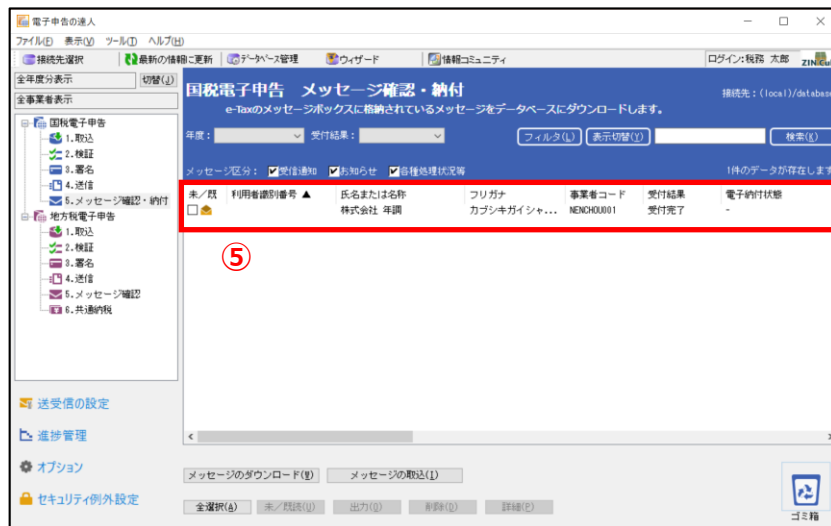 電子申告の達人
ファイル(F) 表示(V) ツール(T) ヘルプ(H)
接続先選択 最新の情報に更新 データベース管理 ウィザード 情報コミュニティ ログイン:税務 太郎
全年度分表示 切替(J)
全事業者表示
国税電子申告
1.取込
2.検証
3.署名
4.送信
5.メッセージ確認・納付
地方税電子申告
1.取込
2.検証
3.署名
4.送信
5.メッセージ確認
6.共通納税
送受信の設定
進捗管理
オプション
セキュリティ例外設定
国税電子申告 メッセージ確認・納付
接続先:(local)/database
e-Taxのメッセージボックスに格納されているメッセージをデータベースにダウンロードします。
年度: 受付結果: フィルタ(L) 表示切替(Y) 検索(K)
メッセージ区分: 受信通知 お知らせ 各種処理状況等 1件のデータが存在します
未/既 利用者識別番号 ▲ 氏名または名称 フリガナ 事業者コード 受付結果 電子納付状態
株式会社 年調 カブシキガイシャ... NENCHOU001 受付完了 -
⑤
メッセージのダウンロード(M) メッセージの取込(I)
全選択(A) 未/既読(U) 出力(O) 削除(D) 詳細(P)
ゴミ箱